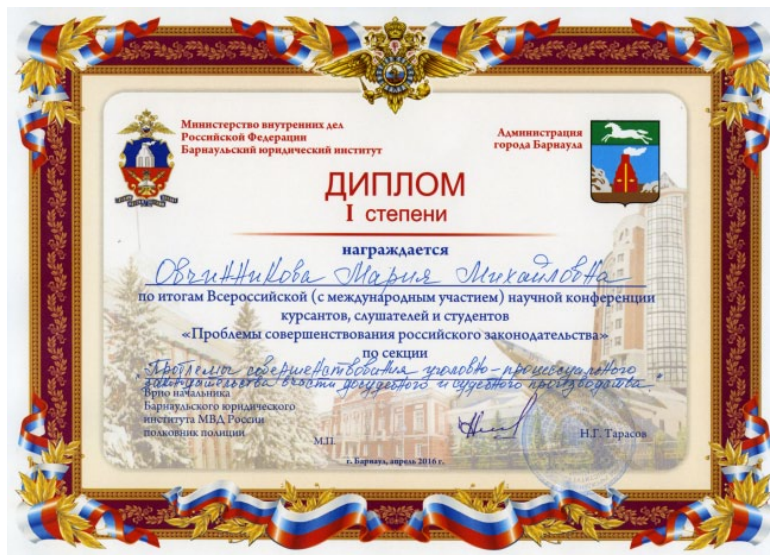 Министерство внутренних дел
Российской Федерации
Барнаульский юридический институт
Администрация
города Барнаула
ДИПЛОМ
I степени
награждается
Овчинникова Мария Михайловна
по итогам Всероссийской (с международным участием) научной конференции
курсантов, слушателей и студентов
«Проблемы совершенствования российского законодательства»
по секции
"Проблемы совершенствования уголовно-процессуального
законодательства в части досудебного и судебного производства"
Врио начальника
Барнаульского юридического
института МВД России
полковник полиции
М.П.
Н.Г. Тарасов
г. Барнаул, апрель 2016 г.